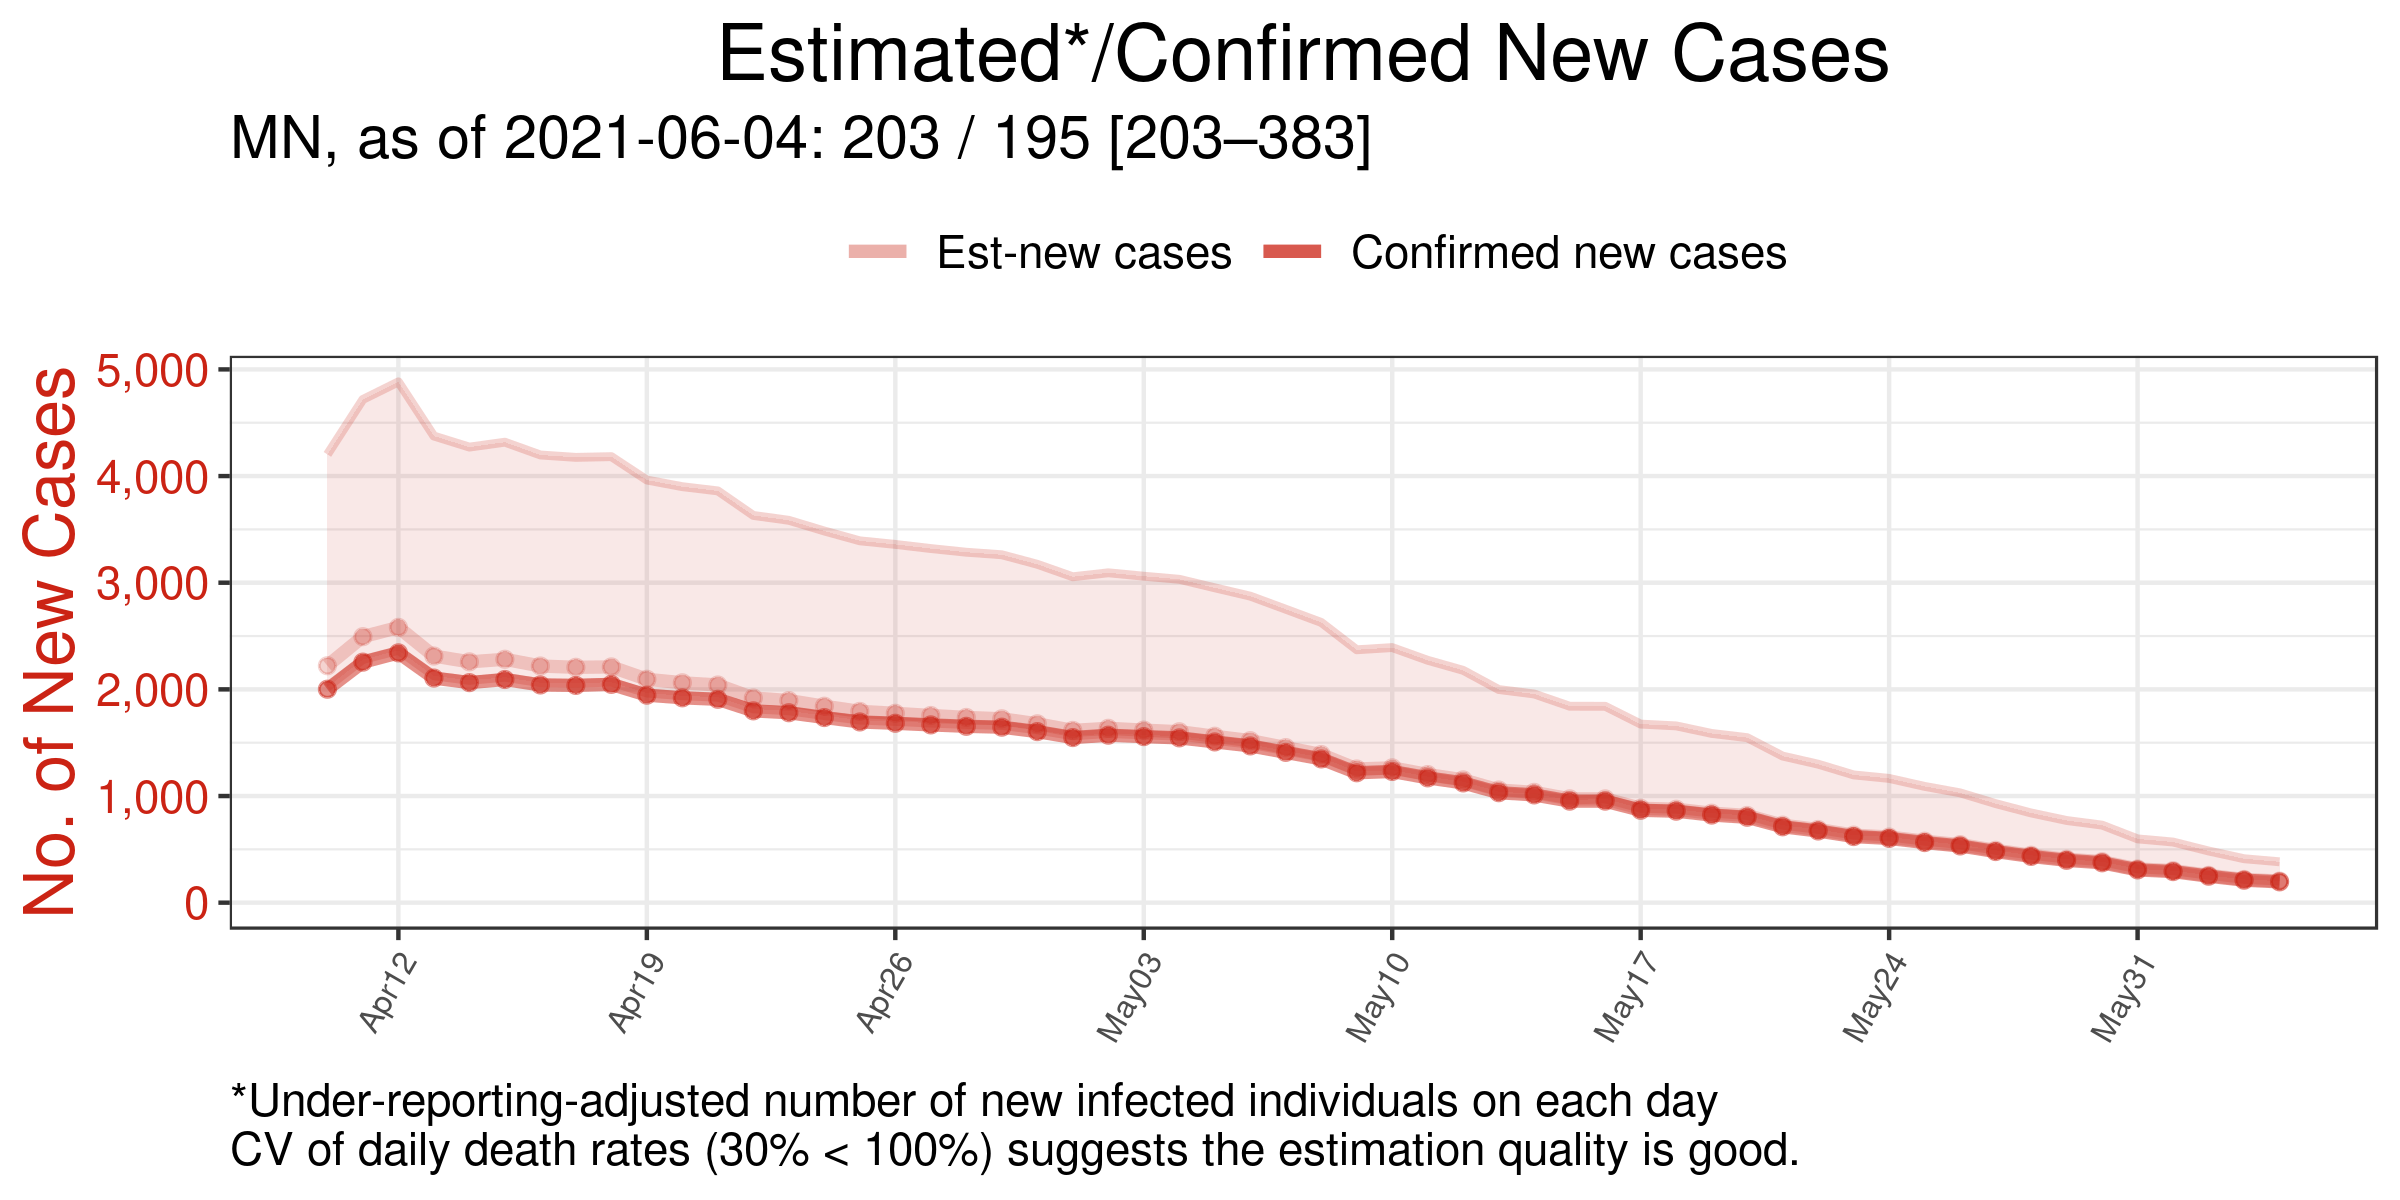 Estimated*/Confirmed New Cases
MN, as of 2021-06-04: 203 / 195 [203–383]
Est-new cases
Confirmed new cases
No. of New Cases
5,000
4,000
3,000
2,000
1,000
0
Apr12
Apr19
Apr26
May03
May10
May17
May24
May31
*Under-reporting-adjusted number of new infected individuals on each day
CV of daily death rates (30% < 100%) suggests the estimation quality is good.